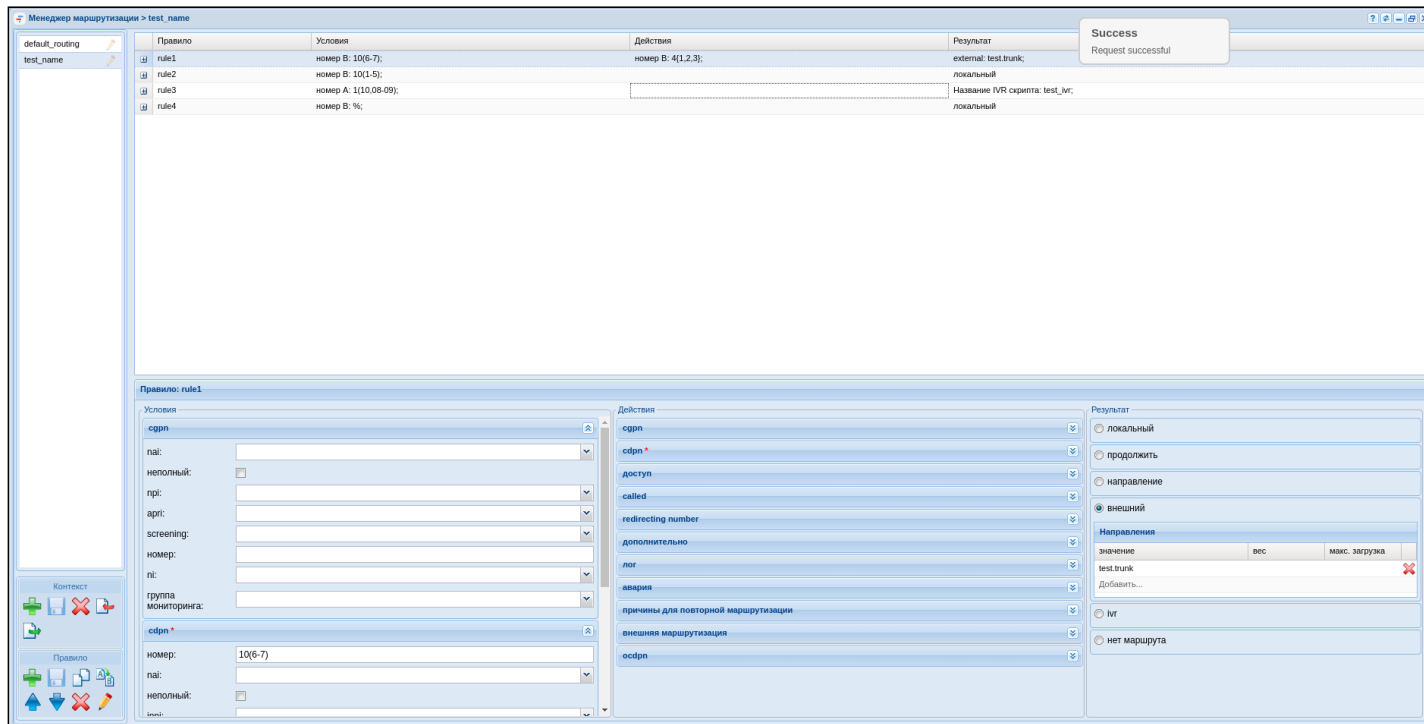 Менеджер маршрутизации > test_name
Success
Request successful
default_routing
test_name
Правило Условия Действия Результат
rule1 номер B: 10(6-7); номер B: 4{1,2,3}; external: test.trunk;
rule2 номер B: 10(1-5); локальный
rule3 номер A: 1(10,08-09); Название IVR скрипта: test_ivr;
rule4 номер B: %; локальный
Правило: rule1
Условия
cgpn
nai:
неполный:
npi:
apri:
screening:
номер:
ni:
группа
мониторинга:
cdpn *
номер: 10(6-7)
nai:
неполный:
Действия
cgpn
cdpn *
доступ
called
redirecting number
дополнительно
лог
авария
причины для повторной маршрутизации
внешняя маршрутизация
ocdpn
Результат
локальный
продолжить
направление
внешний
Направления
значение вес макс. загрузка
test.trunk
Добавить...
ivr
нет маршрута
Контекст
Правило